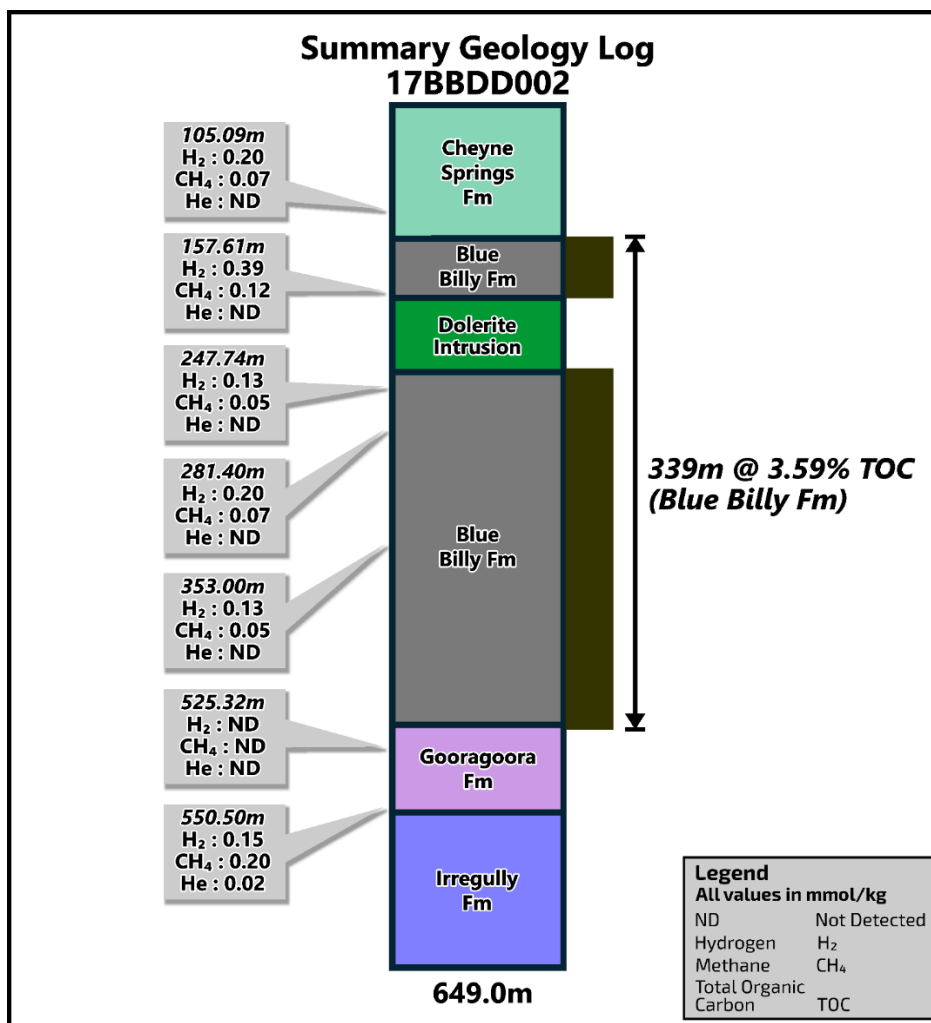 Summary Geology Log
17BBDD002
105.09m
H₂ : 0.20
CH₄ : 0.07
He : ND
157.61m
H₂ : 0.39
CH₄ : 0.12
He : ND
247.74m
H₂ : 0.13
CH₄ : 0.05
He : ND
281.40m
H₂ : 0.20
CH₄ : 0.07
He : ND
353.00m
H₂ : 0.13
CH₄ : 0.05
He : ND
525.32m
H₂ : ND
CH₄ : ND
He : ND
550.50m
H₂ : 0.15
CH₄ : 0.20
He : 0.02
Cheyne
Springs
Fm
Blue
Billy Fm
Dolerite
Intrusion
Blue
Billy Fm
Gooragoora
Fm
Irregully
Fm
649.0m
339m @ 3.59% TOC
(Blue Billy Fm)
Legend
All values in mmol/kg
ND Not Detected
Hydrogen H₂
Methane CH₄
Total Organic
Carbon TOC